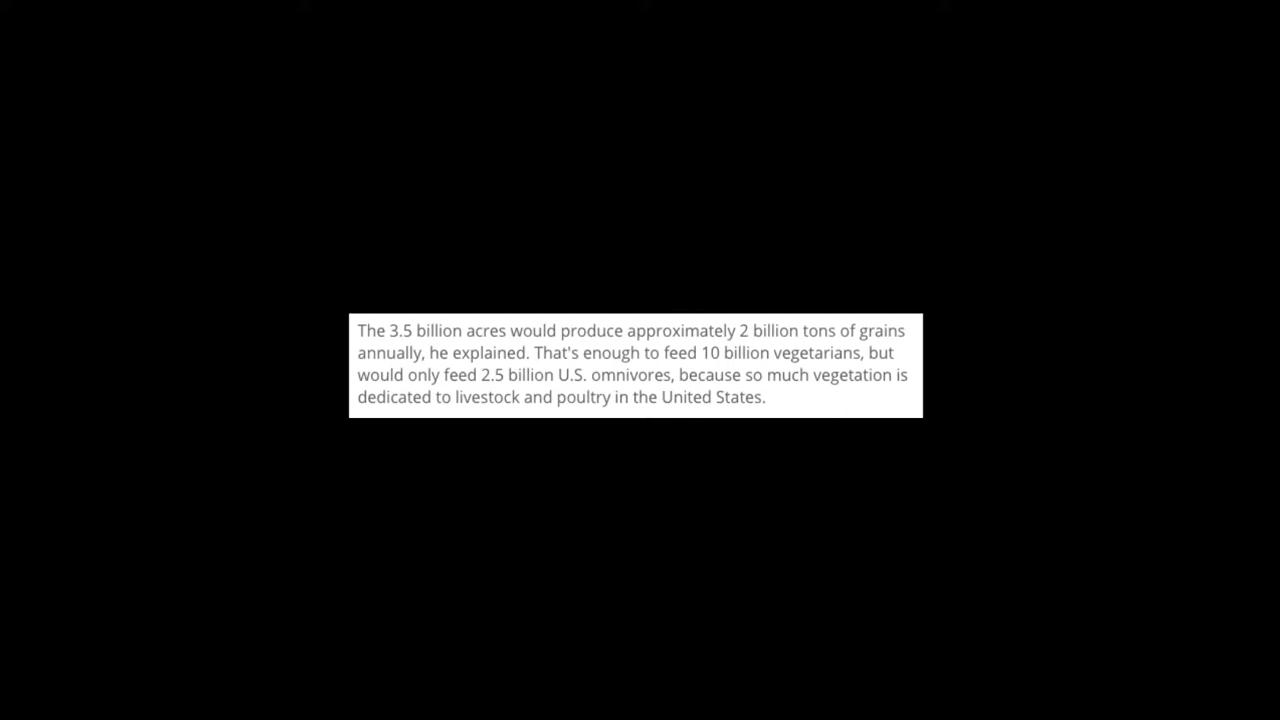 The 3.5 billion acres would produce approximately 2 billion tons of grains
annually, he explained. That's enough to feed 10 billion vegetarians, but
would only feed 2.5 billion U.S. omnivores, because so much vegetation is
dedicated to livestock and poultry in the United States.